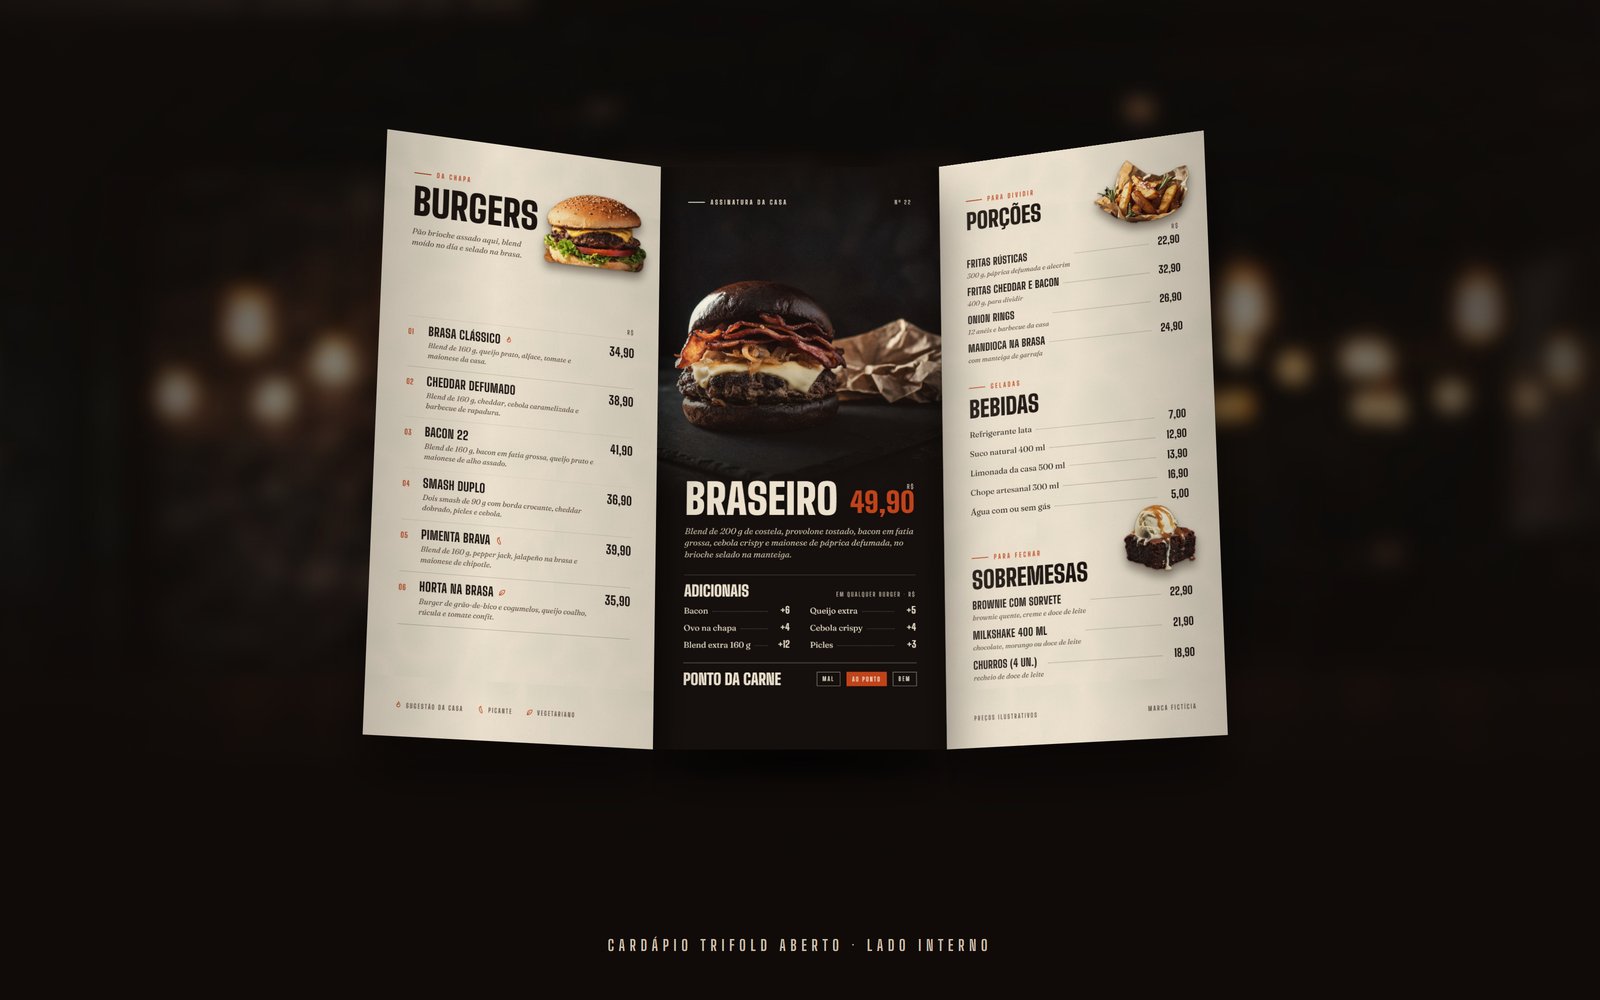 DA CHAPA
BURGERS
Pão brioche assado aqui, blend
moído no dia e selado na brasa.
R$
01 BRASA CLÁSSICO 34,90
Blend de 160 g, queijo prato, alface, tomate e
maionese da casa.
02 CHEDDAR DEFUMADO 38,90
Blend de 160 g, cheddar, cebola caramelizada e
barbecue de rapadura.
03 BACON 22 41,90
Blend de 160 g, bacon em fatia grossa, queijo prato e
maionese de alho assado.
04 SMASH DUPLO 36,90
Dois smash de 90 g com borda crocante, cheddar
dobrado, picles e cebola.
05 PIMENTA BRAVA 39,90
Blend de 160 g, pepper jack, jalapeño na brasa e
maionese de chipotle.
06 HORTA NA BRASA 35,90
Burger de grão-de-bico e cogumelos, queijo coalho,
rúcula e tomate confit.
SUGESTÃO DA CASA PICANTE VEGETARIANO
ASSINATURA DA CASA Nº 22
BRASEIRO R$ 49,90
Blend de 200 g de costela, provolone tostado, bacon em fatia
grossa, cebola crispy e maionese de páprica defumada, no
brioche selado na manteiga.
ADICIONAIS EM QUALQUER BURGER · R$
Bacon +6 Queijo extra +5
Ovo na chapa +4 Cebola crispy +4
Blend extra 160 g +12 Picles +3
PONTO DA CARNE MAL AO PONTO BEM
PARA DIVIDIR
PORÇÕES
R$
FRITAS RÚSTICAS 22,90
300 g, páprica defumada e alecrim
FRITAS CHEDDAR E BACON 32,90
400 g, para dividir
ONION RINGS 26,90
12 anéis e barbecue da casa
MANDIOCA NA BRASA 24,90
com manteiga de garrafa
GELADAS
BEBIDAS
Refrigerante lata 7,00
Suco natural 400 ml 12,90
Limonada da casa 500 ml 13,90
Chope artesanal 300 ml 16,90
Água com ou sem gás 5,00
PARA FECHAR
SOBREMESAS
BROWNIE COM SORVETE 22,90
brownie quente, creme e doce de leite
MILKSHAKE 400 ML 21,90
chocolate, morango ou doce de leite
CHURROS (4 UN.) 18,90
recheio de doce de leite
PREÇOS ILUSTRATIVOS MARCA FICTÍCIA
CARDÁPIO TRIFOLD ABERTO · LADO INTERNO